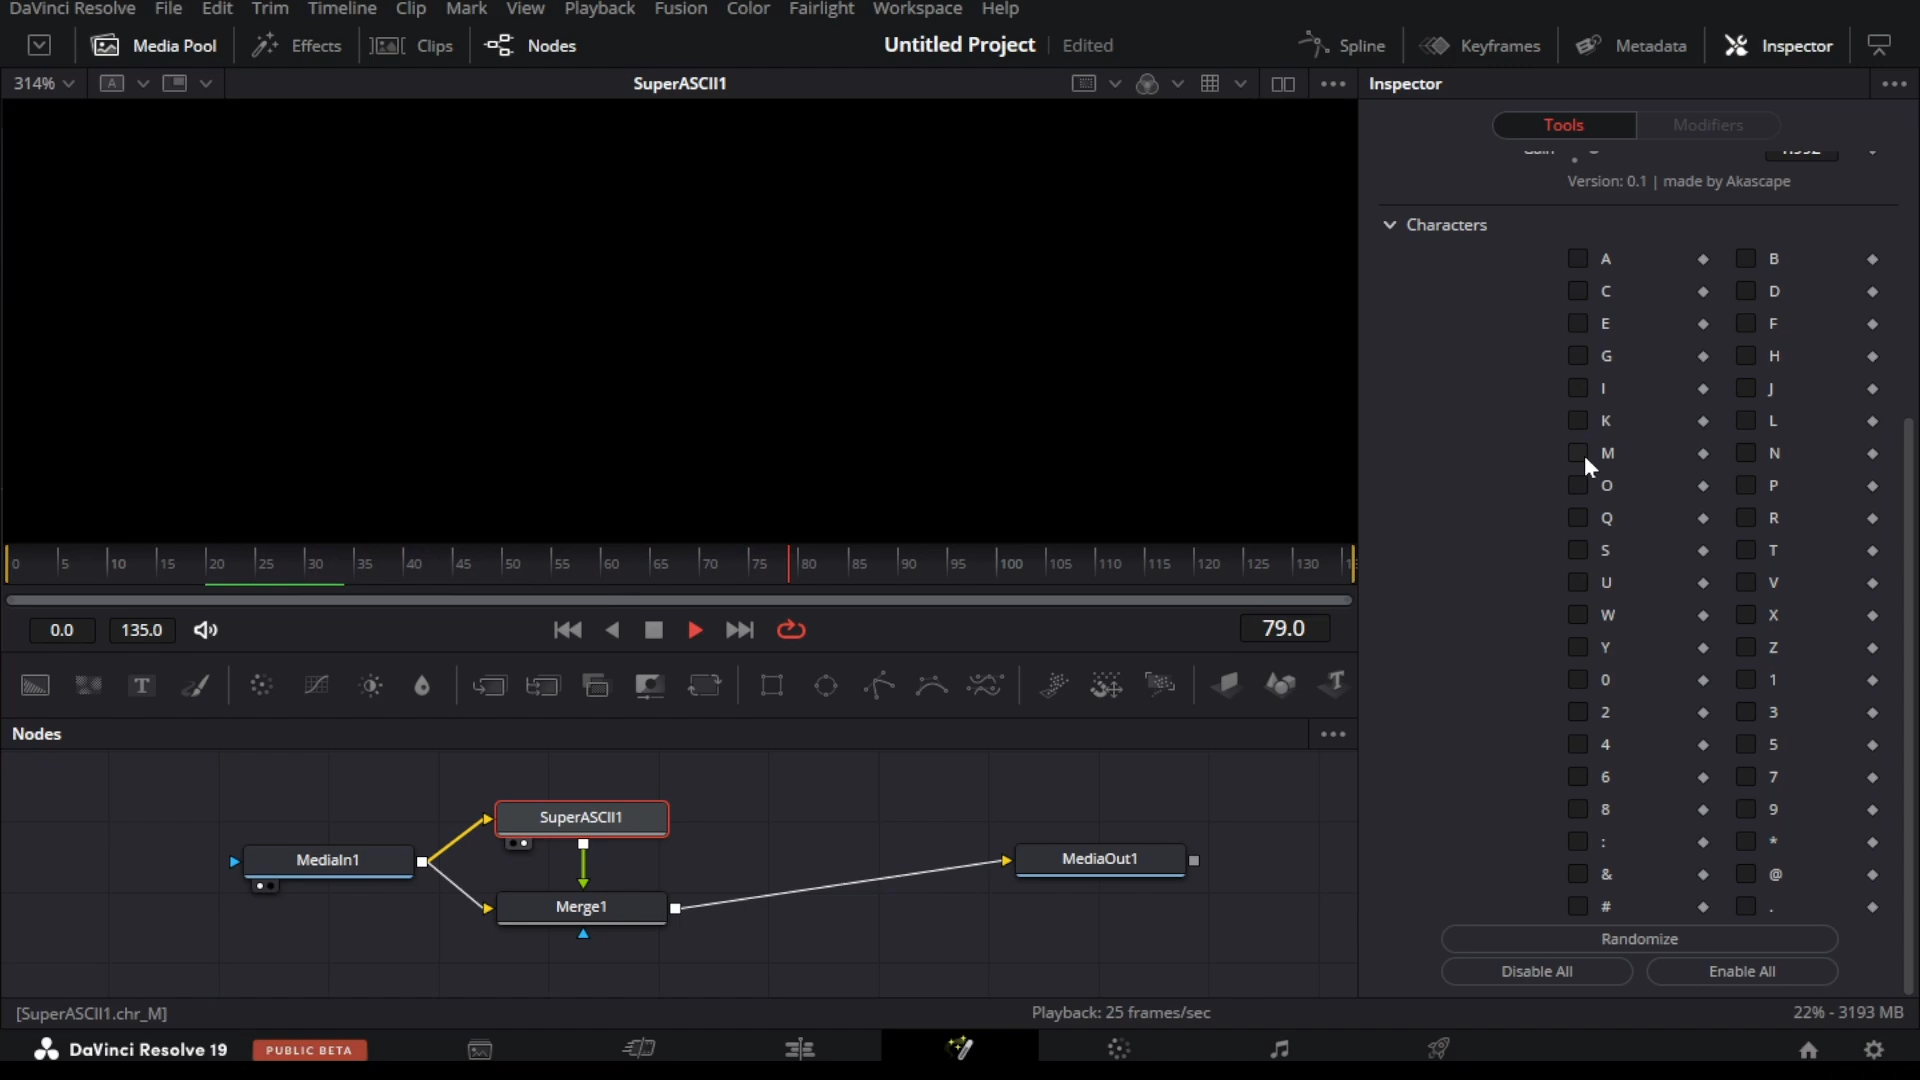 DaVinci Resolve File Edit Trim Timeline Clip Mark View Playback Fusion Color Fairlight Workspace Help
Media Pool Effects Clips Nodes Untitled Project Edited Spline Keyframes Metadata Inspector
314% A SuperASCII1 Inspector
Tools Modifiers
Version: 0.1 | made by Akascape
Characters
A B
C D
E F
G H
I J
K L
M N
O P
Q R
S T
U V
W X
Y Z
0 1
2 3
4 5
6 7
8 9
: *
& @
# .
Randomize
Disable All Enable All
0 5 10 15 20 25 30 35 40 45 50 55 60 65 70 75 80 85 90 95 100 105 110 115 120 125 130
0.0 135.0 79.0
T T
Nodes
SuperASCII1
MediaIn1 MediaOut1
Merge1
[SuperASCII1.chr_M] Playback: 25 frames/sec 22% - 3193 MB
DaVinci Resolve 19 PUBLIC BETA